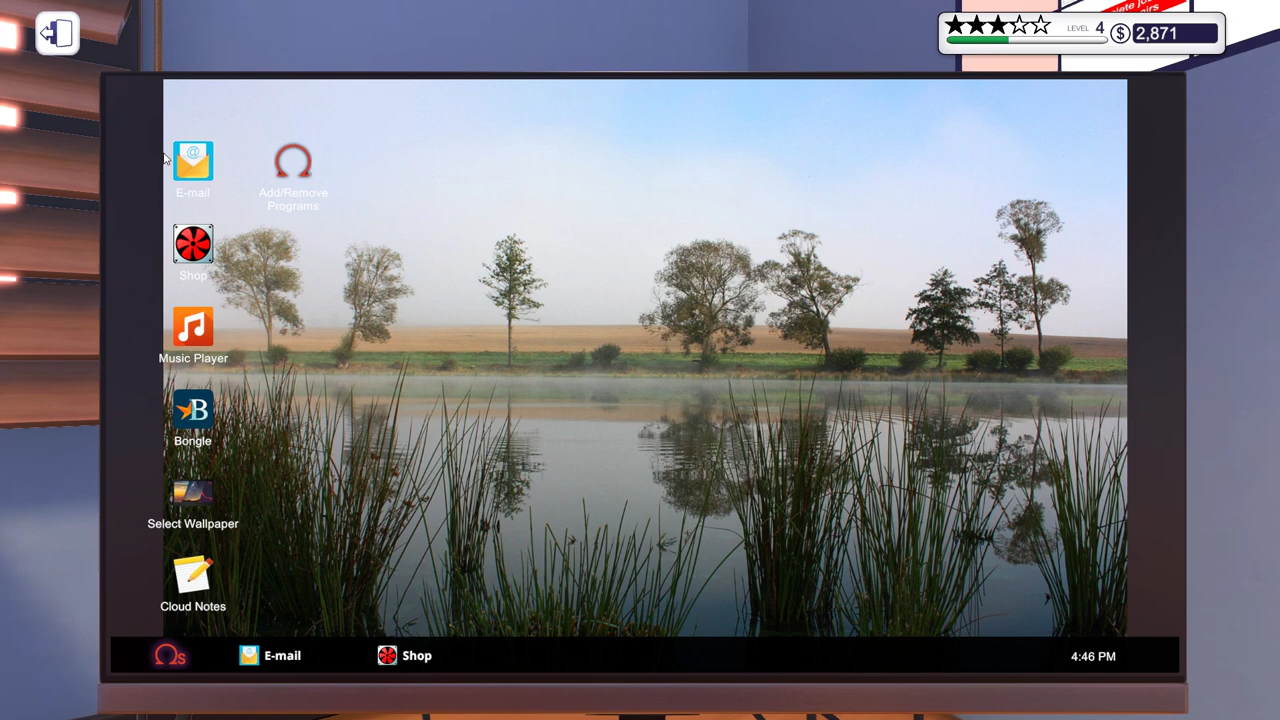 LEVEL 4 $ 2,871
E-mail
Add/Remove
Programs
Shop
Music Player
B
Bongle
Select Wallpaper
Cloud Notes
Ωs E-mail Shop 4:46 PM